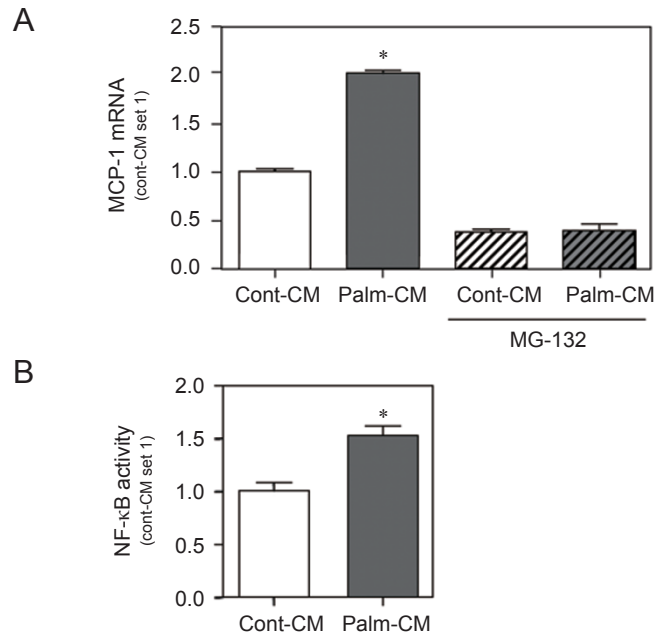 A
MCP-1 mRNA
(cont-CM set 1)
2.5
2.0
1.5
1.0
0.5
0.0
*
Cont-CM Palm-CM Cont-CM Palm-CM
MG-132
B
NF-κB activity
(cont-CM set 1)
2.0
1.5
1.0
0.5
0.0
*
Cont-CM Palm-CM